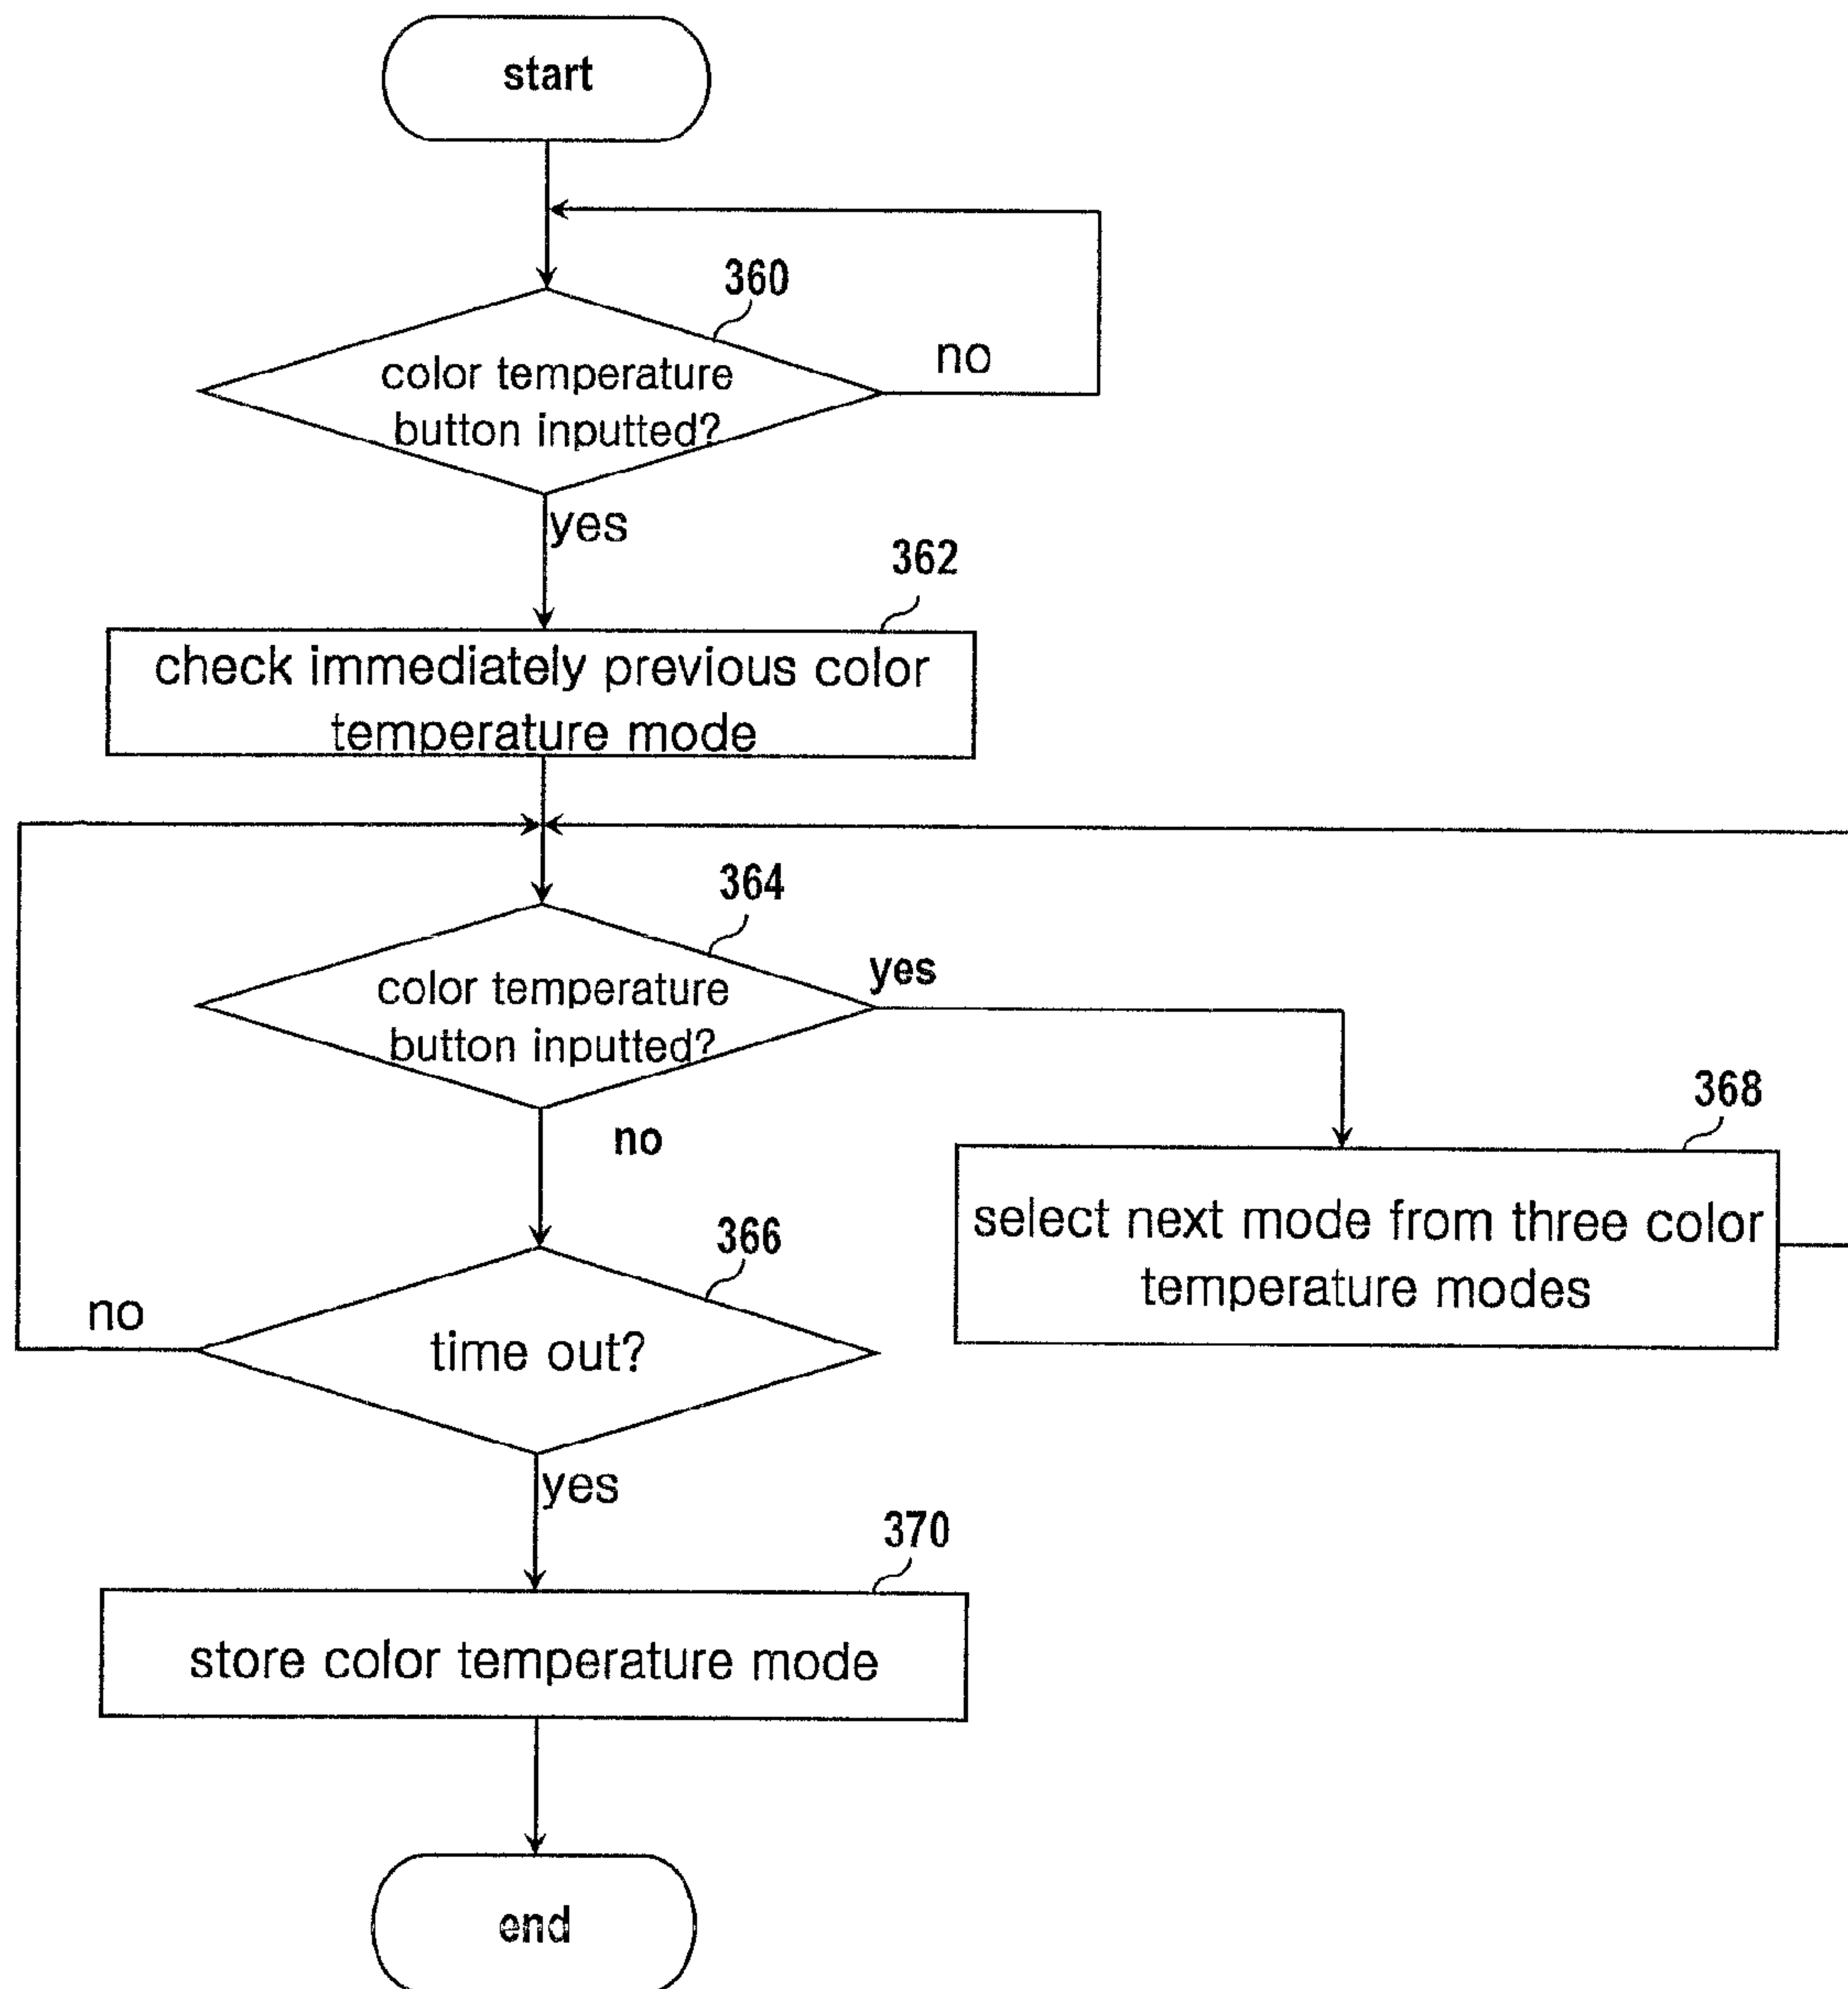 start
360
color temperature
button inputted?
no
yes
362
check immediately previous color
temperature mode
364
color temperature
button inputted?
yes
no
368
select next mode from three color
temperature modes
366
time out?
no
yes
370
store color temperature mode
end